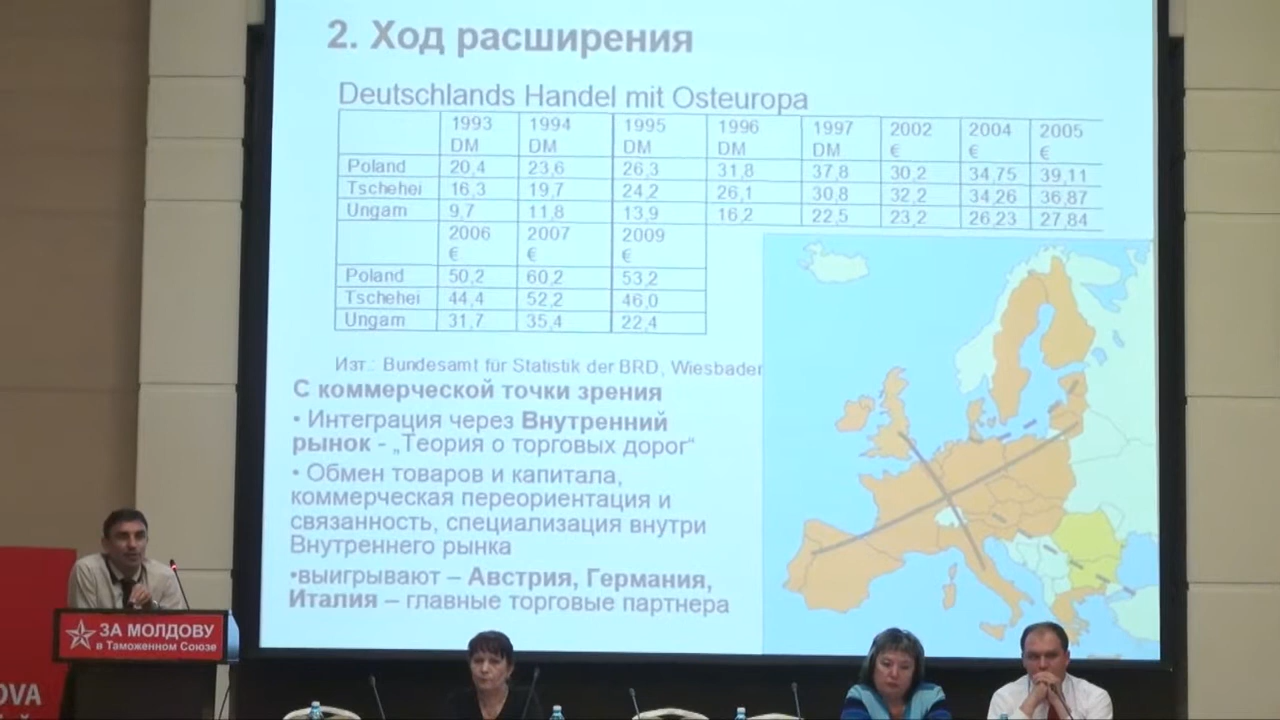 2. Ход расширения
Deutschlands Handel mit Osteuropa
1993 1994 1995 1996 1997 2002 2004 2005
DM DM DM DM DM € € €
Poland 20,4 23,6 26,3 31,8 37,8 30,2 34,75 39,11
Tschehei 16,3 19,7 24,2 26,1 30,8 32,2 34,26 36,87
Ungarn 9,7 11,8 13,9 16,2 22,5 23,2 26,23 27,84
2006 2007 2009
€ € €
Poland 50,2 60,2 53,2
Tschehei 44,4 52,2 46,0
Ungarn 31,7 35,4 22,4
Изт.: Bundesamt für Statistik der BRD, Wiesbaden
С коммерческой точки зрения
• Интеграция через Внутренний
рынок - „Теория о торговых дорог“
• Обмен товаров и капитала,
коммерческая переориентация и
связанность, специализация внутри
Внутреннего рынка
•выигрывают – Австрия, Германия,
Италия – главные торговые партнера
ЗА МОЛДОВУ
в Таможенном Союзе
OVA